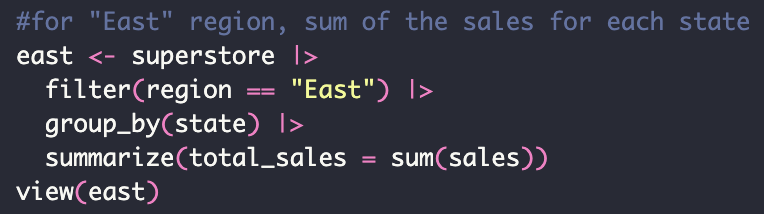 #for "East" region, sum of the sales for each state
east <- superstore |>
  filter(region == "East") |>
  group_by(state) |>
  summarize(total_sales = sum(sales))
view(east)